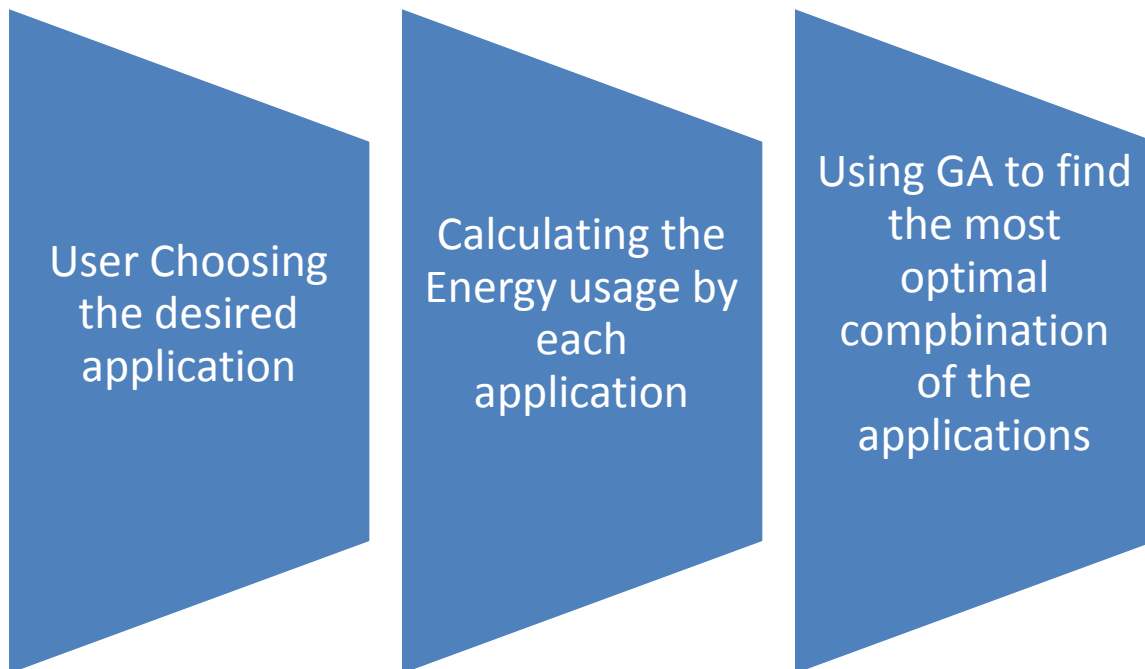 User Choosing
the desired
application
Calculating the
Energy usage by
each
application
Using GA to find
the most
optimal
compbination
of the
applications